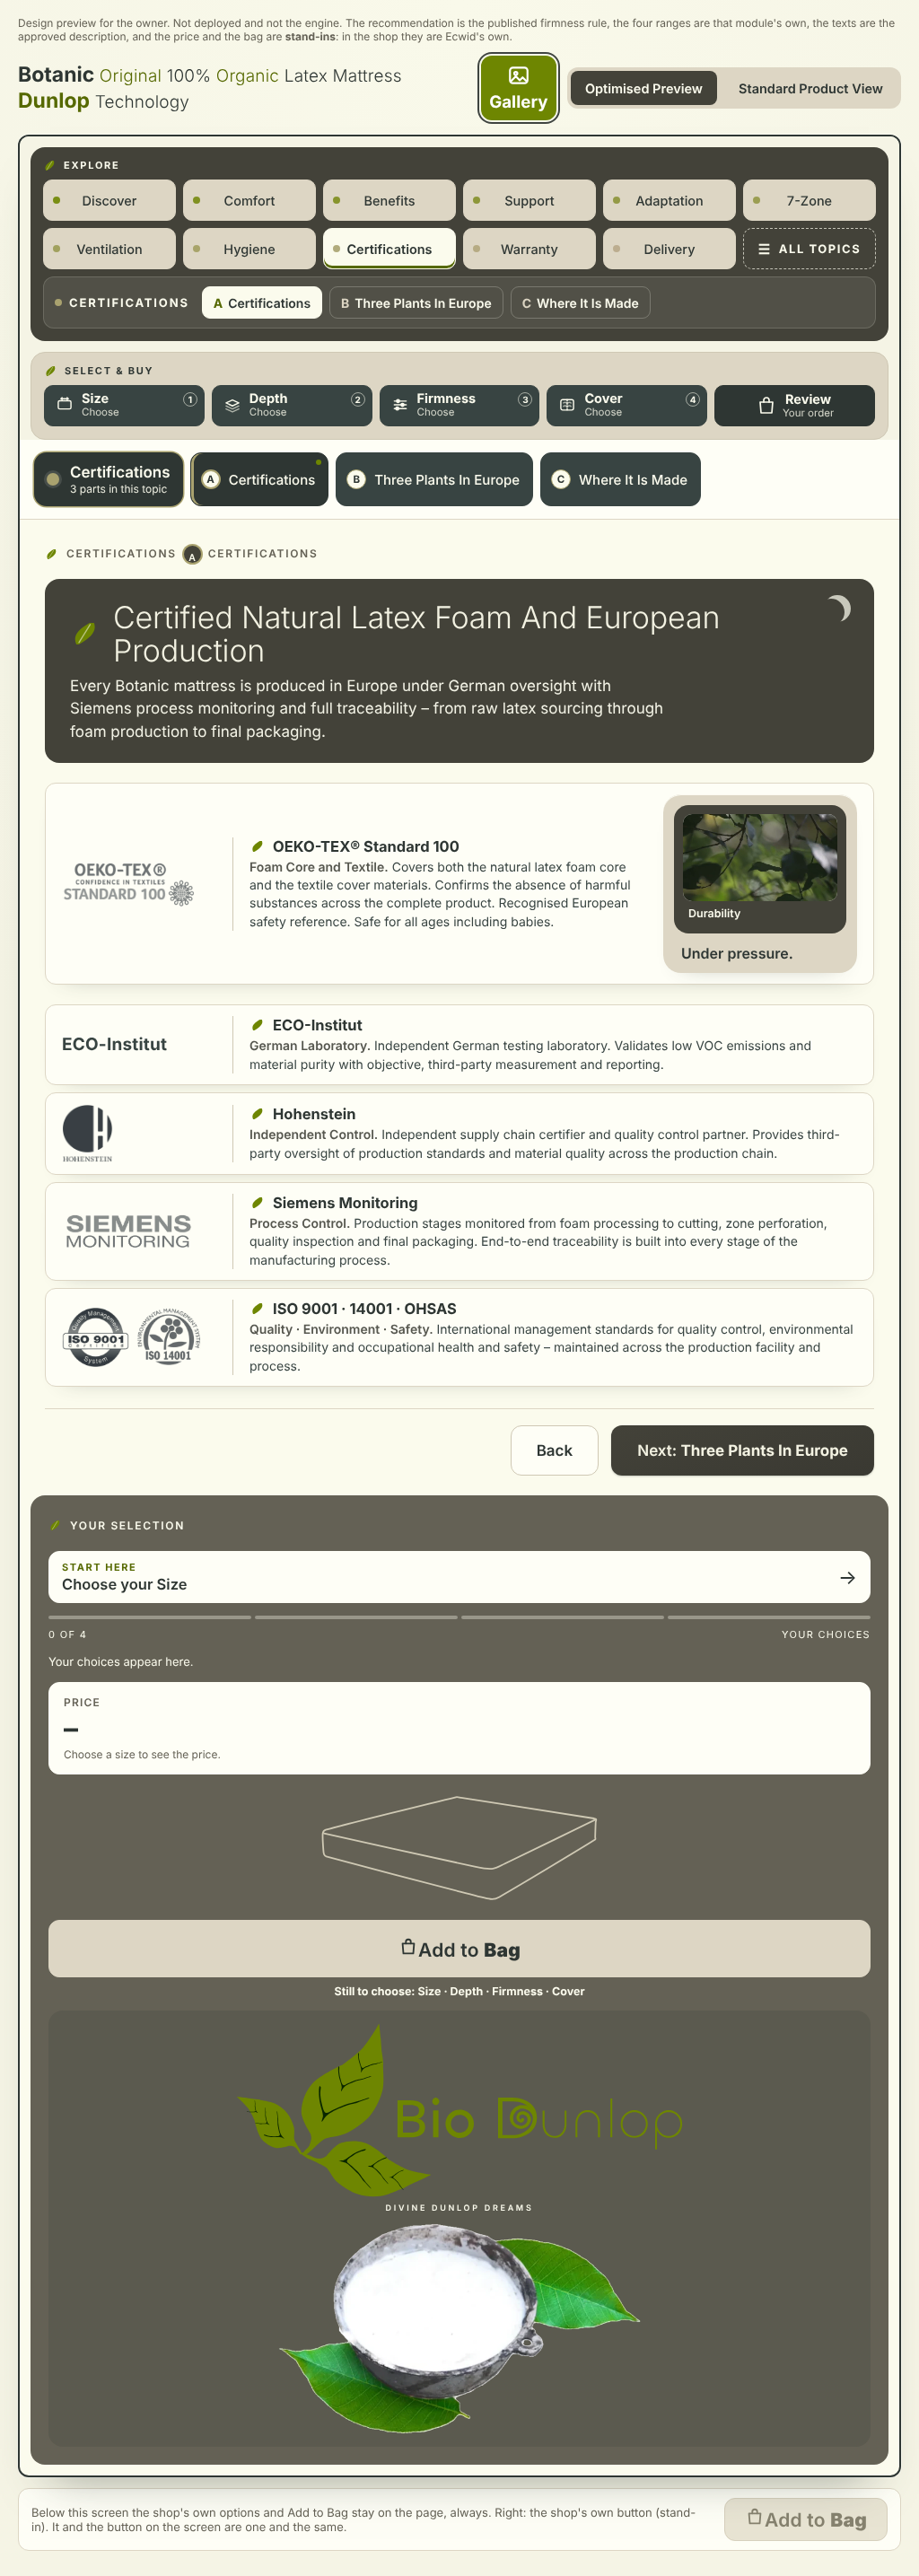 Design preview for the owner. Not deployed and not the engine. The recommendation is the published firmness rule, the four ranges are that module's own, the texts are the
approved description, and the price and the bag are stand-ins: in the shop they are Ecwid's own.
Botanic Original 100% Organic Latex Mattress
Dunlop Technology
Gallery
Optimised Preview
Standard Product View
EXPLORE
Discover
Comfort
Benefits
Support
Adaptation
7-Zone
Ventilation
Hygiene
Certifications
Warranty
Delivery
ALL TOPICS
CERTIFICATIONS
A Certifications
B Three Plants In Europe
C Where It Is Made
SELECT & BUY
Size
Choose
1
Depth
Choose
2
Firmness
Choose
3
Cover
Choose
4
Review
Your order
Certifications
3 parts in this topic
A Certifications
B Three Plants In Europe
C Where It Is Made
CERTIFICATIONS A CERTIFICATIONS
Certified Natural Latex Foam And European
Production
Every Botanic mattress is produced in Europe under German oversight with
Siemens process monitoring and full traceability – from raw latex sourcing through
foam production to final packaging.
OEKO-TEX®
CONFIDENCE IN TEXTILES
STANDARD 100
OEKO-TEX® Standard 100
Foam Core and Textile. Covers both the natural latex foam core
and the textile cover materials. Confirms the absence of harmful
substances across the complete product. Recognised European
safety reference. Safe for all ages including babies.
Durability
Under pressure.
ECO-Institut
ECO-Institut
German Laboratory. Independent German testing laboratory. Validates low VOC emissions and
material purity with objective, third-party measurement and reporting.
HOHENSTEIN
Hohenstein
Independent Control. Independent supply chain certifier and quality control partner. Provides third-
party oversight of production standards and material quality across the production chain.
SIEMENS
MONITORING
Siemens Monitoring
Process Control. Production stages monitored from foam processing to cutting, zone perforation,
quality inspection and final packaging. End-to-end traceability is built into every stage of the
manufacturing process.
Quality Management
ISO 9001
Certified
System
ENVIRONMENTAL MANAGEMENT SYSTEM
ISO 14001
ISO 9001 · 14001 · OHSAS
Quality · Environment · Safety. International management standards for quality control, environmental
responsibility and occupational health and safety – maintained across the production facility and
process.
Back
Next: Three Plants In Europe
YOUR SELECTION
START HERE
Choose your Size
0 OF 4
YOUR CHOICES
Your choices appear here.
PRICE
–
Choose a size to see the price.
Add to Bag
Still to choose: Size · Depth · Firmness · Cover
Bio Dunlop
DIVINE DUNLOP DREAMS
Below this screen the shop's own options and Add to Bag stay on the page, always. Right: the shop's own button (stand-
in). It and the button on the screen are one and the same.
Add to Bag